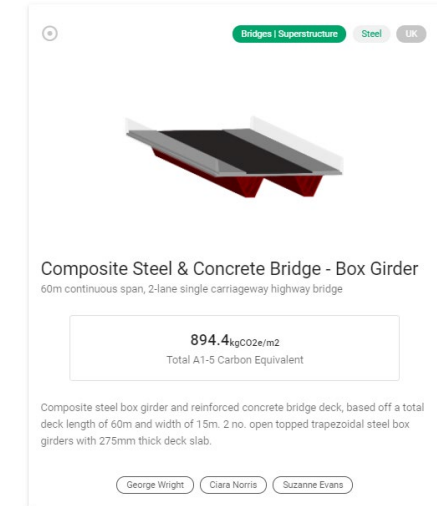 Bridges | Superstructure Steel UK
Composite Steel & Concrete Bridge - Box Girder
60m continuous span, 2-lane single carriageway highway bridge
894.4kgCO2e/m2
Total A1-5 Carbon Equivalent
Composite steel box girder and reinforced concrete bridge deck, based off a total
deck length of 60m and width of 15m. 2 no. open topped trapezoidal steel box
girders with 275mm thick deck slab.
George Wright Ciara Norris Suzanne Evans